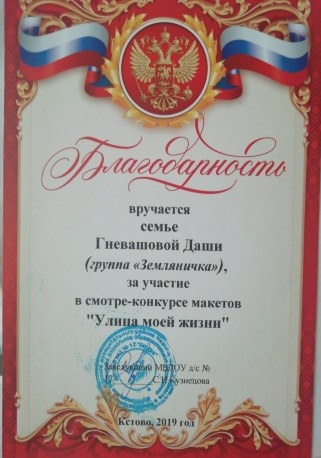 Благодарность
вручается
семье
Гневашовой Даши
(группа «Земляничка»),
за участие
в смотре-конкурсе макетов
"Улица моей жизни"
Заведующий МБДОУ д/с №
С.И.Кузнецова
Кстово, 2019 год